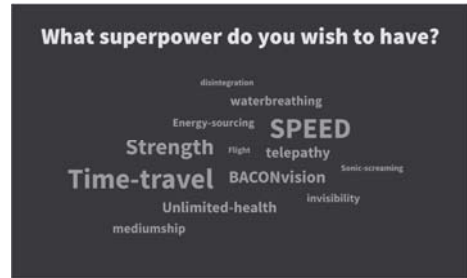 What superpower do you wish to have?
disintegration
waterbreathing
Energy-sourcing
SPEED
Strength
Flight
telepathy
Sonic-screaming
Time-travel
BACONvision
invisibility
Unlimited-health
mediumship